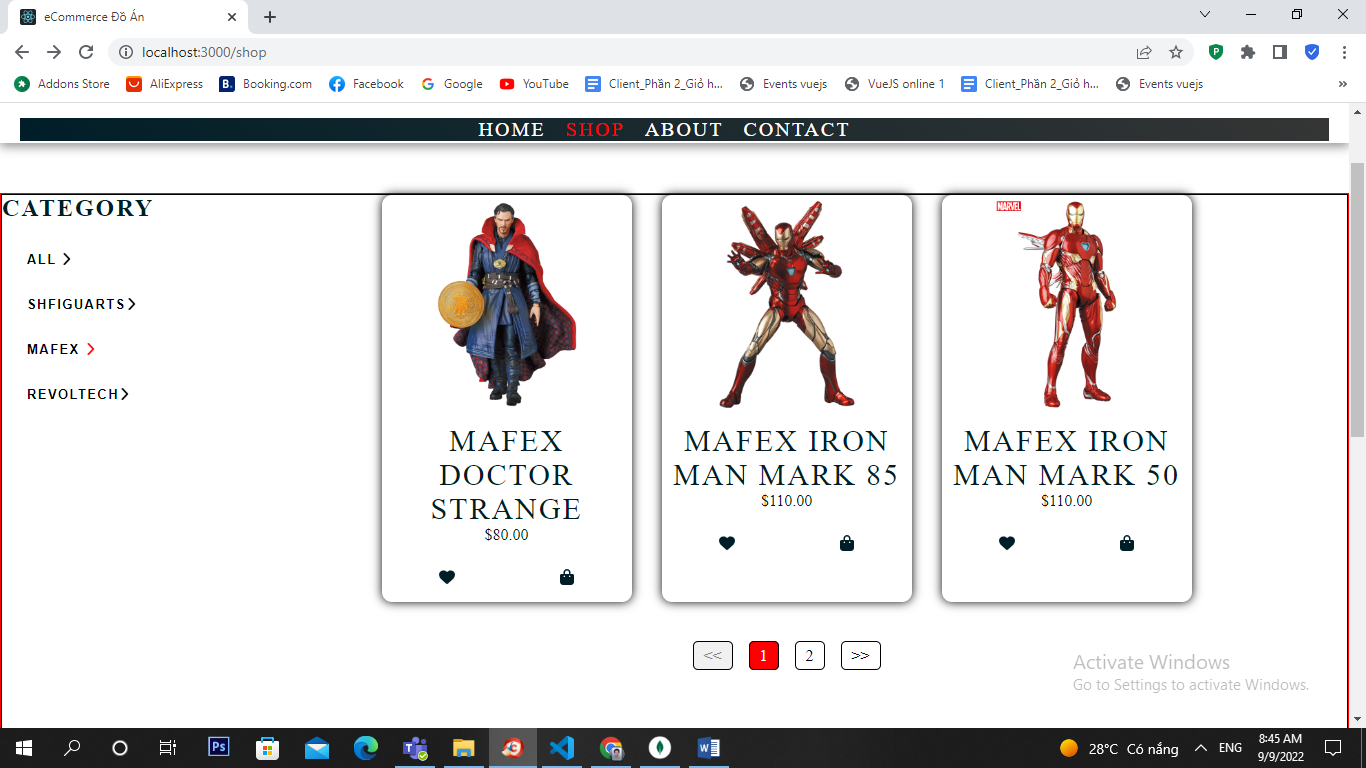 eCommerce Đồ Án
localhost:3000/shop
Addons Store AliExpress Booking.com Facebook Google YouTube Client_Phần 2_Giỏ h... Events vuejs VueJS online 1 Client_Phần 2_Giỏ h... Events vuejs
HOME SHOP ABOUT CONTACT
CATEGORY
ALL
SHFIGUARTS
MAFEX
REVOLTECH
MARVEL
MAFEX
DOCTOR
STRANGE
$80.00
MAFEX IRON
MAN MARK 85
$110.00
MAFEX IRON
MAN MARK 50
$110.00
<< 1 2 >>
Activate Windows
Go to Settings to activate Windows.
28°C Có nắng ENG
8:45 AM
9/9/2022